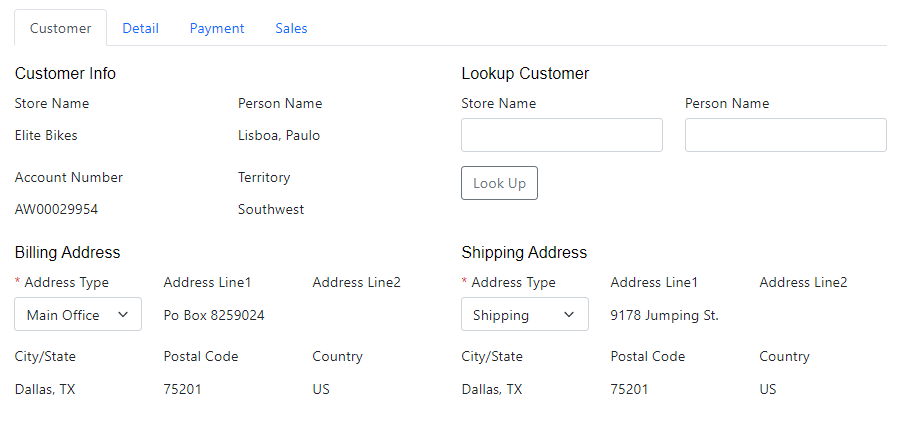 Customer Detail Payment Sales
Customer Info
Store Name Person Name
Elite Bikes Lisboa, Paulo
Account Number Territory
AW00029954 Southwest
Lookup Customer
Store Name Person Name
Look Up
Billing Address
* Address Type Address Line1 Address Line2
Main Office Po Box 8259024
City/State Postal Code Country
Dallas, TX 75201 US
Shipping Address
* Address Type Address Line1 Address Line2
Shipping 9178 Jumping St.
City/State Postal Code Country
Dallas, TX 75201 US